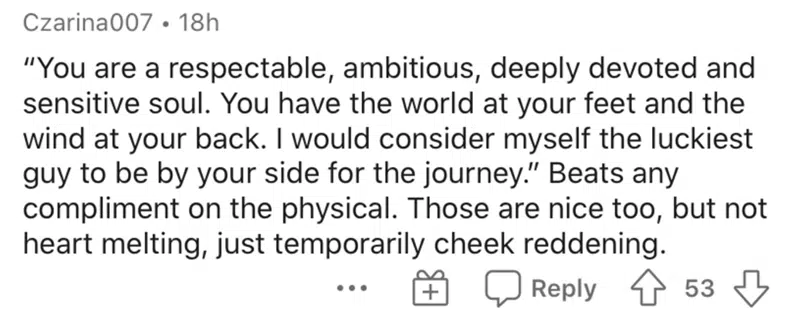 Czarina007 • 18h
“You are a respectable, ambitious, deeply devoted and
sensitive soul. You have the world at your feet and the
wind at your back. I would consider myself the luckiest
guy to be by your side for the journey.” Beats any
compliment on the physical. Those are nice too, but not
heart melting, just temporarily cheek reddening.
Reply 53